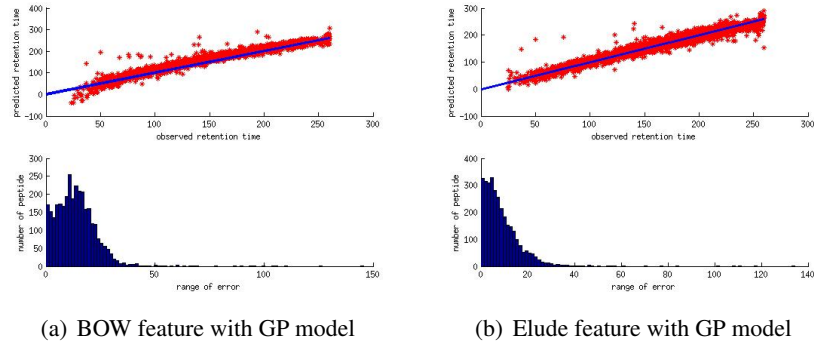 400
300
200
100
0
-100
predicted retention time
0 50 100 150 200 250 300
observed retention time
300
250
200
150
100
50
0
number of peptide
0 50 100 150
range of error
(a) BOW feature with GP model
300
200
100
0
-100
predicted retention time
0 50 100 150 200 250 300
observed retention time
400
300
200
100
0
number of peptide
0 20 40 60 80 100 120 140
range of error
(b) Elude feature with GP model